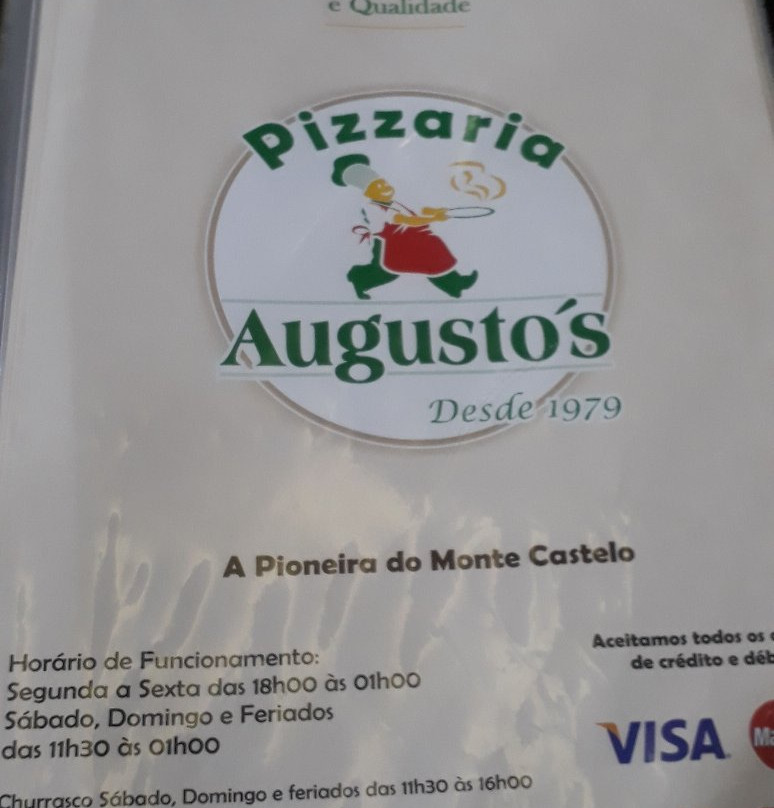 e Qualidade
Pizzaria
Augusto's
Desde 1979
A Pioneira do Monte Castelo
Horário de Funcionamento:
Segunda a Sexta das 18h00 às 01h00
Sábado, Domingo e Feriados
das 11h30 às 01h00
Churrasco Sábado, Domingo e feriados das 11h30 às 16h00
Aceitamos todos os
de crédito e déb
VISA
Ma